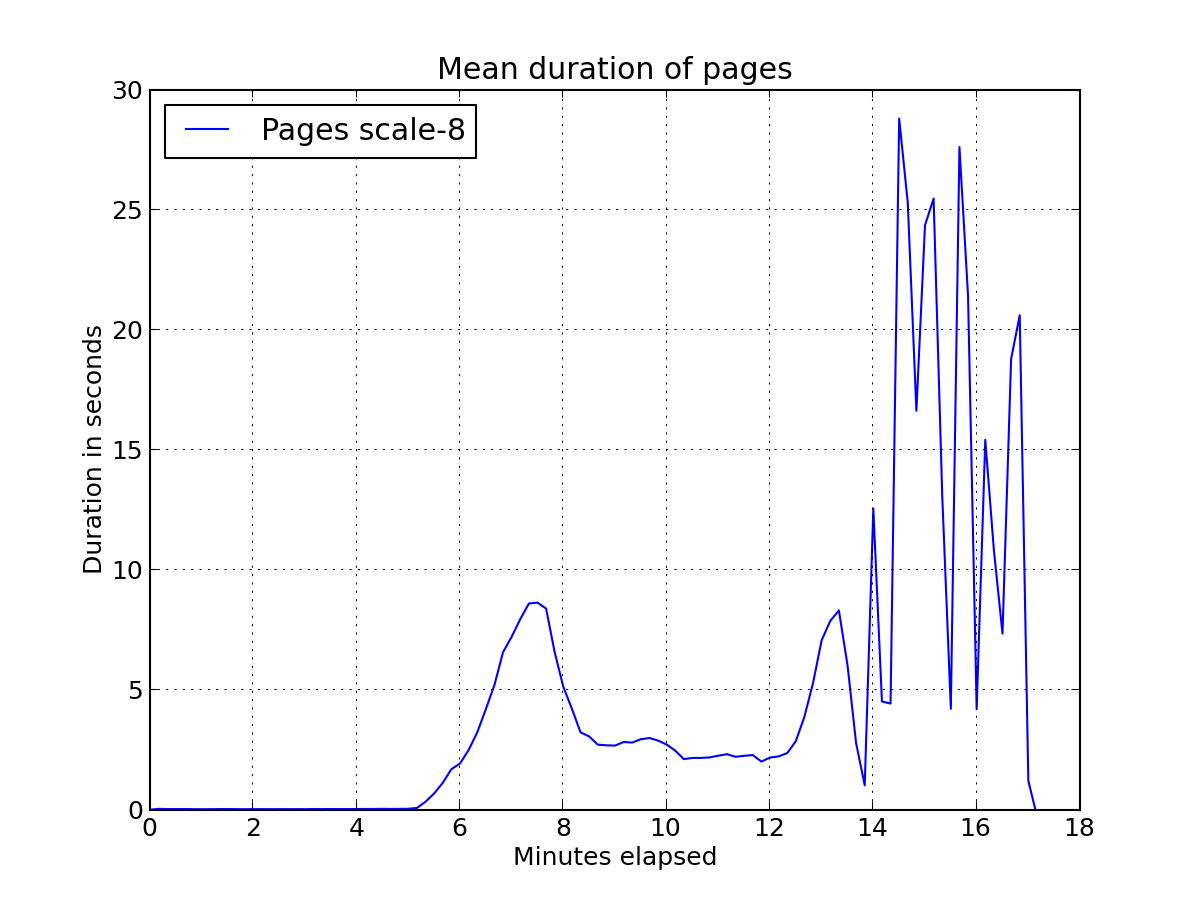 Mean duration of pages
Pages scale-8
Duration in seconds
30
25
20
15
10
5
0
0 2 4 6 8 10 12 14 16 18
Minutes elapsed